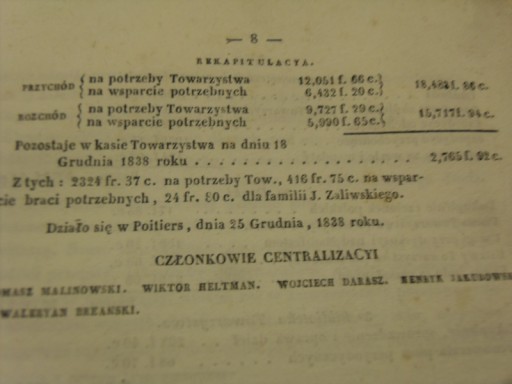 — 8 —
REKAPITULACYA.
PRZYCHÓD { na potrzeby Towarzystwa 12,051 f. 66 c. } 18,483 f. 86 c.
{ na wsparcie potrzebnych . . . 6,432 f. 20 c. }
ROZCHÓD { na potrzeby Towarzystwa 9,727 f. 29 c. } 15,717 f. 94 c.
{ na wsparcie potrzebnych . . . 5,990 f. 65 c. }
Pozostaje w kasie Towarzystwa na dniu 18
Grudnia 1838 roku . . . . . . . . . . . . . . . . . . 2,765 f. 92 c.
Z tych : 2324 fr. 37 c. na potrzeby Tow., 416 fr. 75 c. na wspar-
cie braci potrzebnych, 24 fr. 80 c. dla familii J. Zaliwskiego.
Działo się w Poitiers, dnia 25 Grudnia, 1838 roku.
CZŁONKOWIE CENTRALIZACYI
OMASZ MALINOWSKI. WIKTOR HELTMAN. WOJCIECH DARASZ. HENRYK JAKUBOWS
WALERYAN BREAŃSKI.